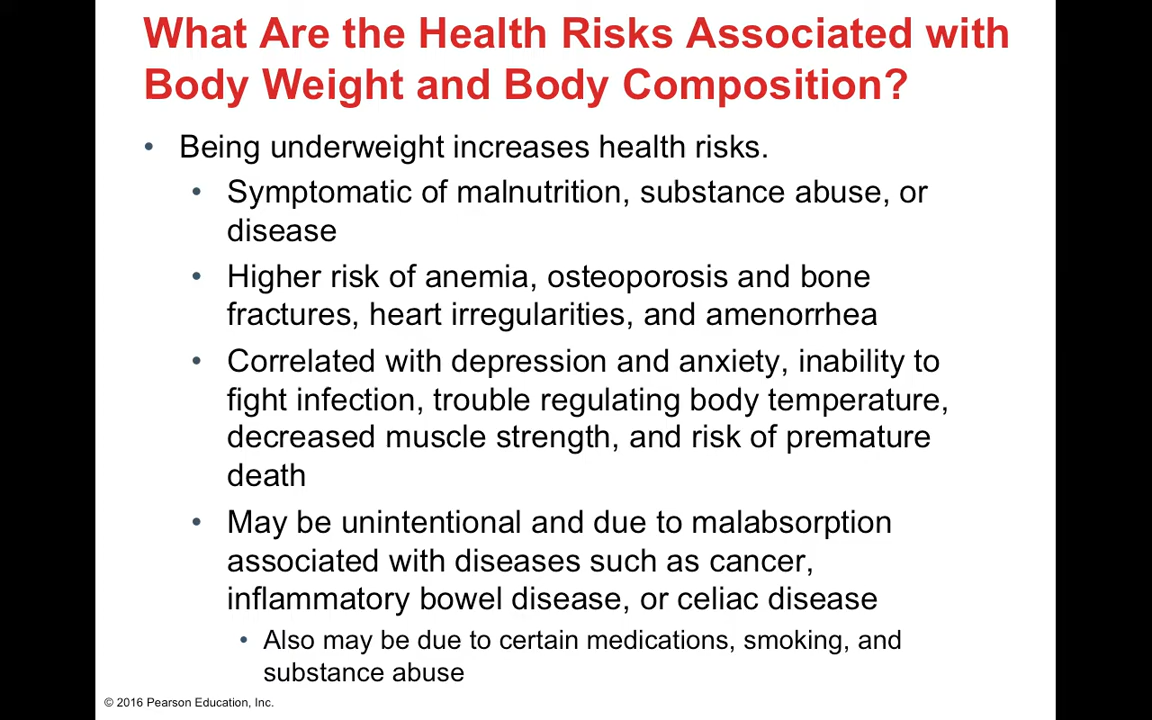 What Are the Health Risks Associated with
Body Weight and Body Composition?
• Being underweight increases health risks.
• Symptomatic of malnutrition, substance abuse, or
disease
• Higher risk of anemia, osteoporosis and bone
fractures, heart irregularities, and amenorrhea
• Correlated with depression and anxiety, inability to
fight infection, trouble regulating body temperature,
decreased muscle strength, and risk of premature
death
• May be unintentional and due to malabsorption
associated with diseases such as cancer,
inflammatory bowel disease, or celiac disease
• Also may be due to certain medications, smoking, and
substance abuse
© 2016 Pearson Education, Inc.